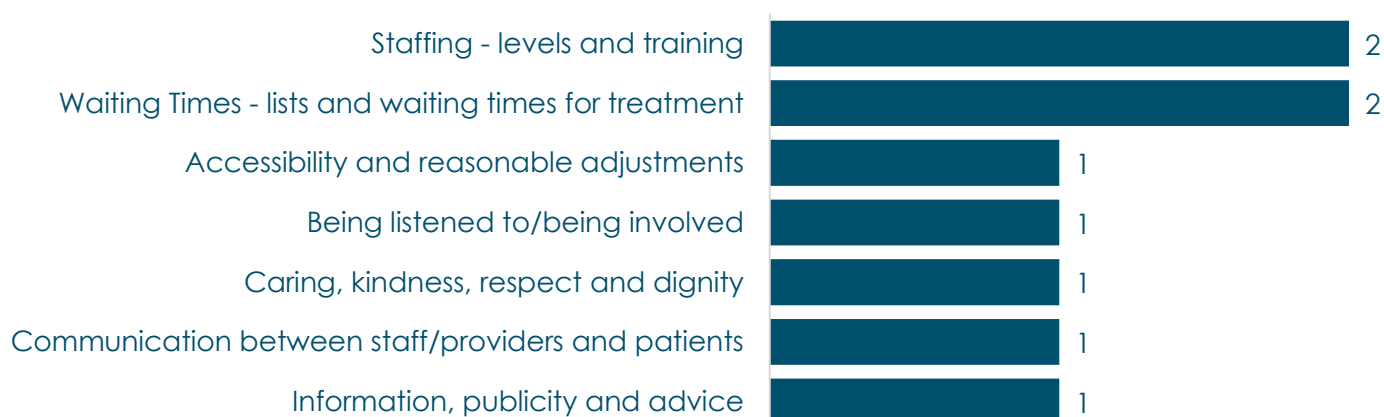 Staffing - levels and training 2
Waiting Times - lists and waiting times for treatment 2
Accessibility and reasonable adjustments 1
Being listened to/being involved 1
Caring, kindness, respect and dignity 1
Communication between staff/providers and patients 1
Information, publicity and advice 1